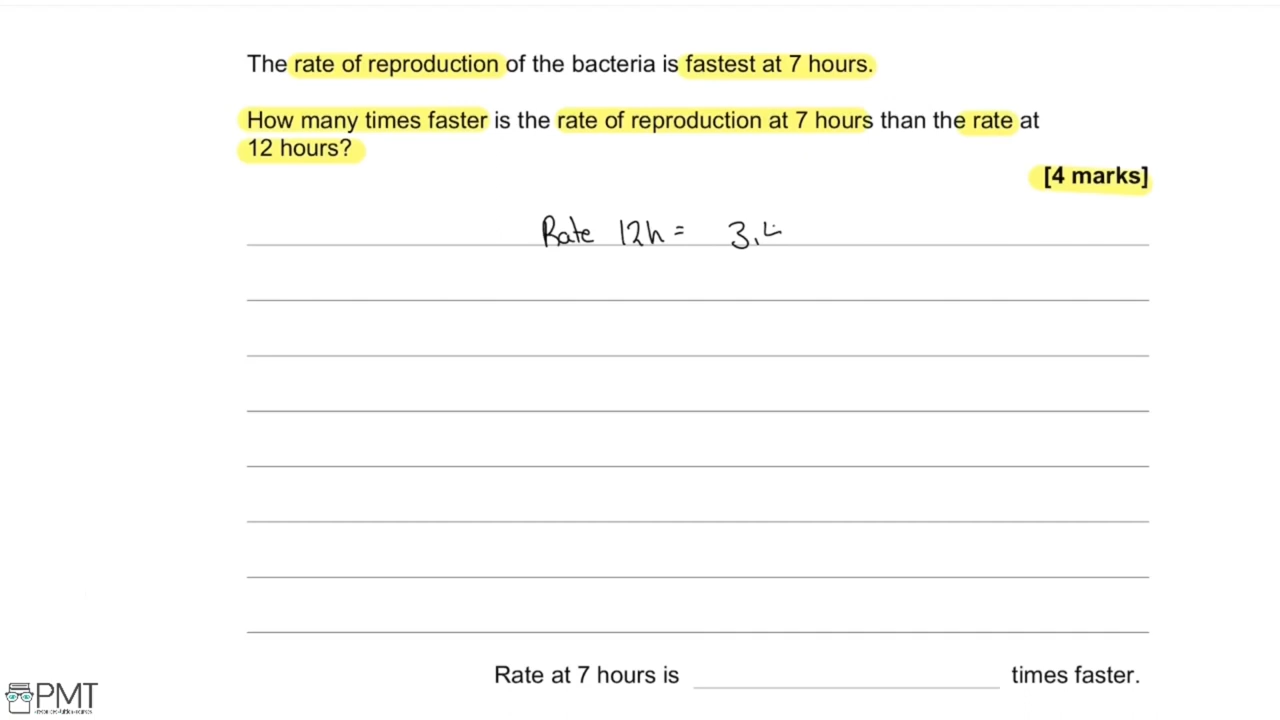 The rate of reproduction of the bacteria is fastest at 7 hours.
How many times faster is the rate of reproduction at 7 hours than the rate at
12 hours?
[4 marks]
Rate 12h = 3.
Rate at 7 hours is times faster.
PMT